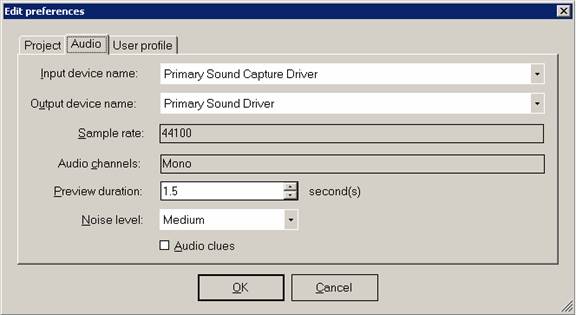 Edit preferences
Project Audio User profile
Input device name: Primary Sound Capture Driver
Output device name: Primary Sound Driver
Sample rate: 44100
Audio channels: Mono
Preview duration: 1.5 second(s)
Noise level: Medium
Audio clues
OK Cancel